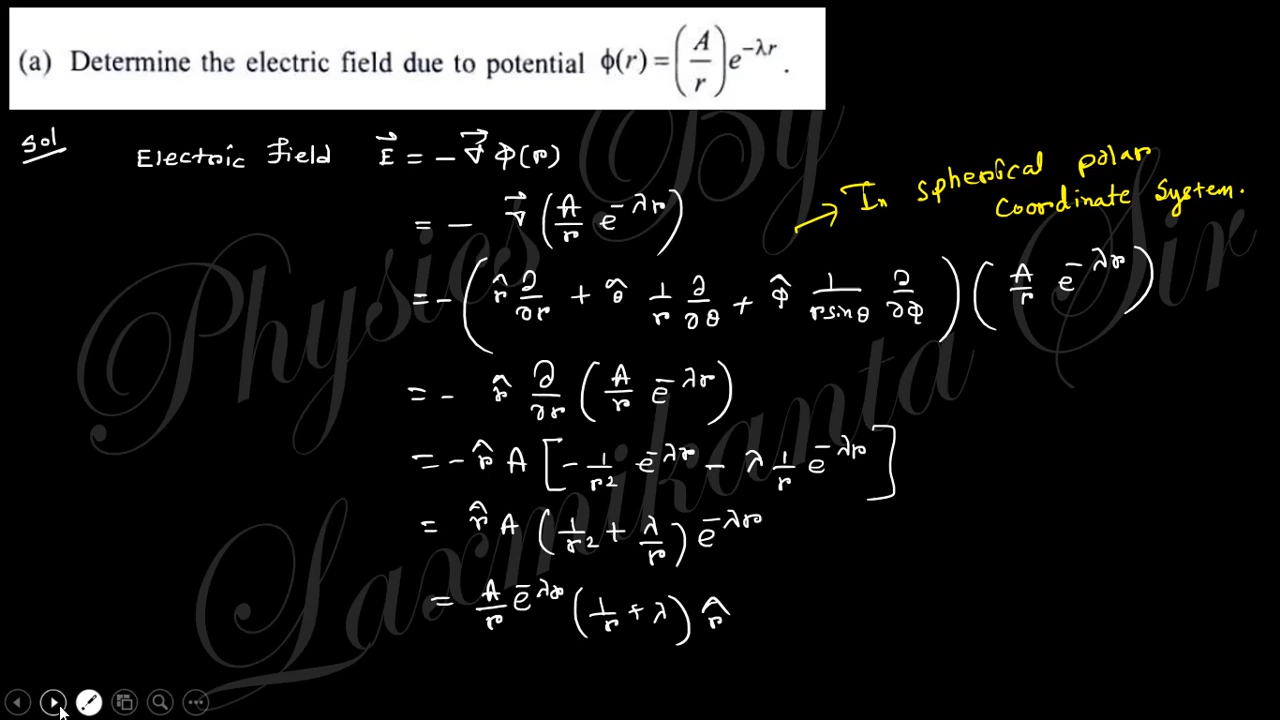 (a) Determine the electric field due to potential ϕ(r) = (A/r) e^{-λr}.
Sol
Electric field E⃗ = - ∇⃗ Φ(r)
= - ∇⃗ (A/r e^{-λr})
→ In Spherical polar
Coordinate System.
= - ( r̂ ∂/∂r + θ̂ 1/r ∂/∂θ + ϕ̂ 1/(r sinθ) ∂/∂ϕ ) ( A/r e^{-λr} )
= - r̂ ∂/∂r ( A/r e^{-λr} )
= - r̂ A [ - 1/r² e^{-λr} - λ 1/r e^{-λr} ]
= r̂ A ( 1/r² + λ/r ) e^{-λr}
= A/r e^{-λr} ( 1/r + λ ) r̂
Physics By
Laxmikanta Sir